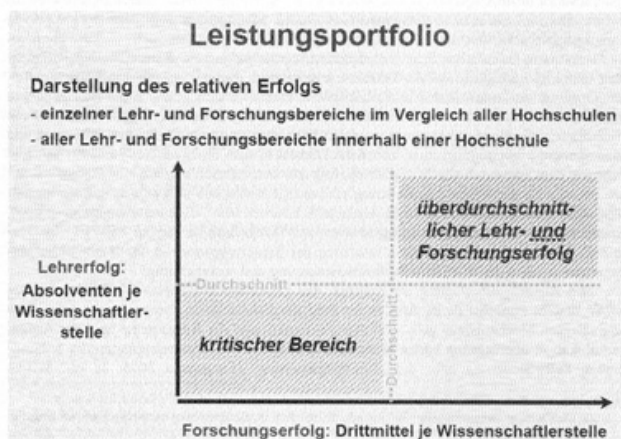 Leistungsportfolio
Darstellung des relativen Erfolgs
- einzelner Lehr- und Forschungsbereiche im Vergleich aller Hochschulen
- aller Lehr- und Forschungsbereiche innerhalb einer Hochschule
überdurchschnitt-
licher Lehr- und
Forschungserfolg
Lehrerfolg:
Absolventen je
Wissenschaftler-
stelle
Durchschnitt
Durchschnitt
kritischer Bereich
Forschungserfolg: Drittmittel je Wissenschaftlerstelle